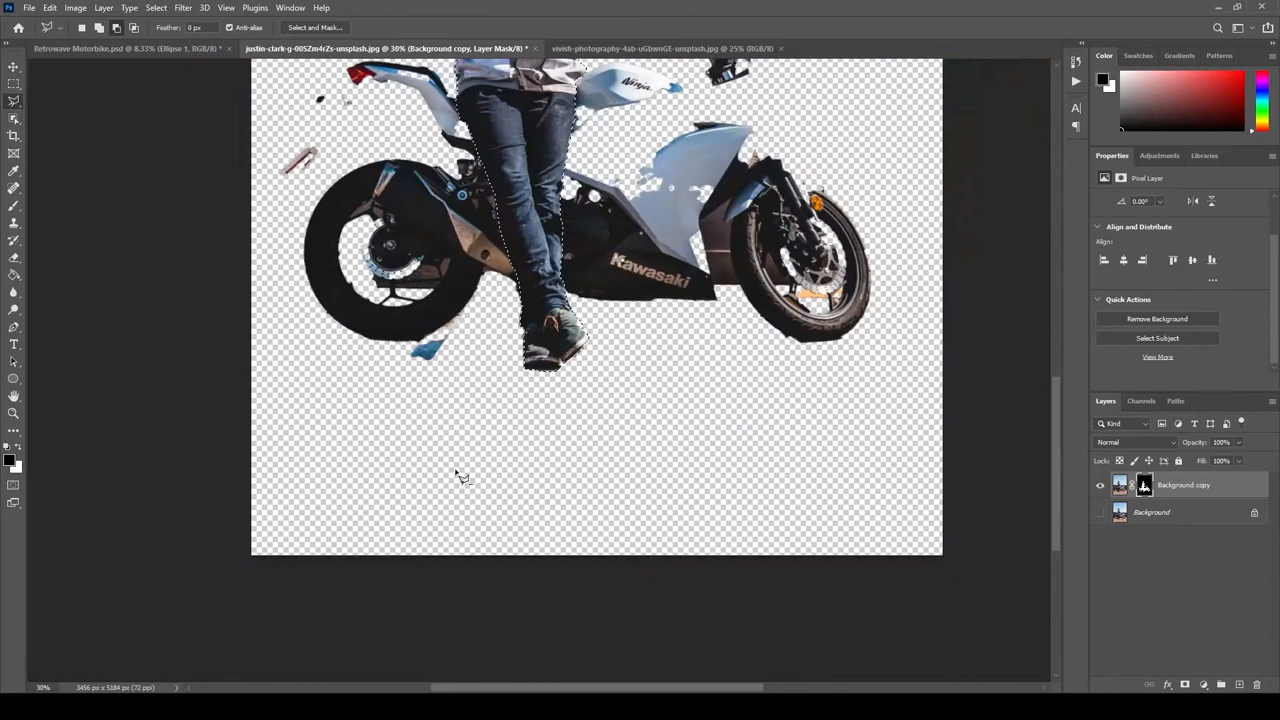 Ps File Edit Image Layer Type Select Filter 3D View Plugins Window Help
Feather: 0 px Anti-alias Select and Mask...
Retrowave Motorbike.psd @ 8.33% (Ellipse 1, RGB/8) * × justin-clark-g-00SZm4rZs-unsplash.jpg @ 30% (Background copy, Layer Mask/8) * × vivish-photography-4ab-uGbwnGE-unsplash.jpg @ 25% (RGB/8) ×
Color Swatches Gradients Patterns
Ninja
Kawasaki
Properties Adjustments Libraries
Pixel Layer
0.00°
Align and Distribute
Align:
Quick Actions
Remove Background
Select Subject
View More
Layers Channels Paths
Kind
Normal Opacity: 100%
Lock: Fill: 100%
Background copy
Background
30% 3456 px x 5184 px (72 ppi)